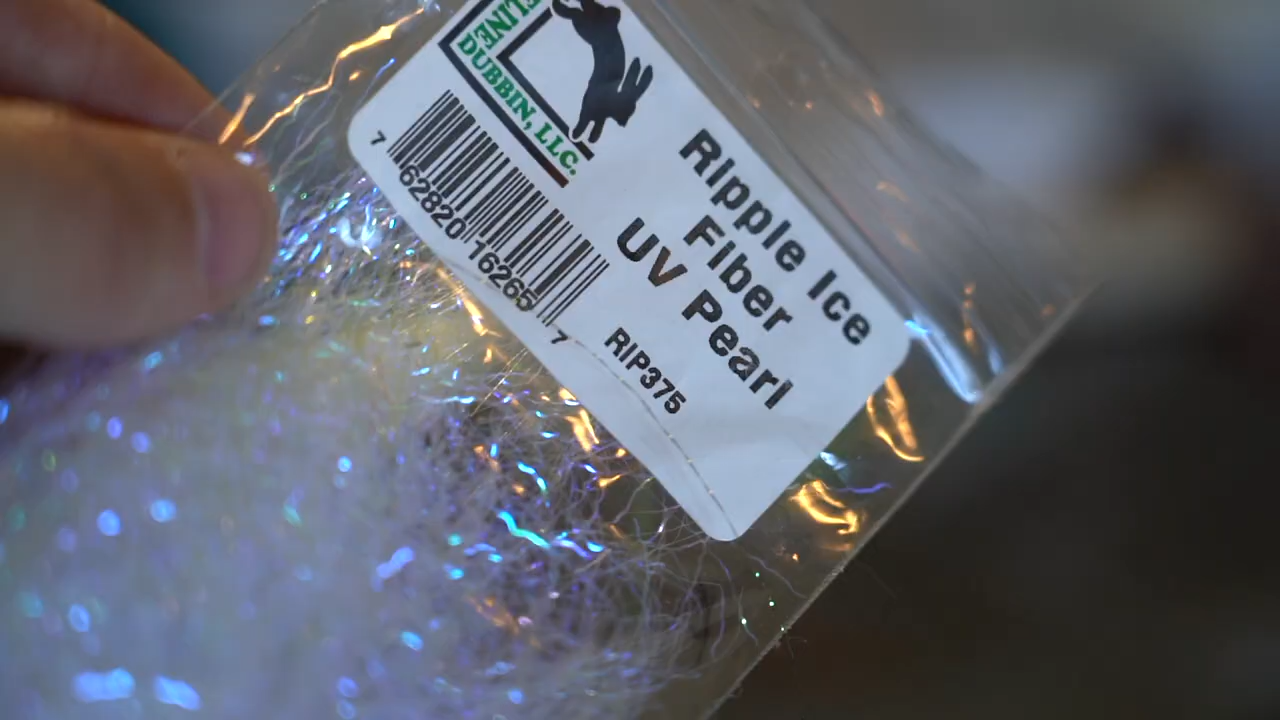 DUBBIN, LLC.
7 62820 16265 7
Ripple Ice
Fiber
UV Pearl
RIP375